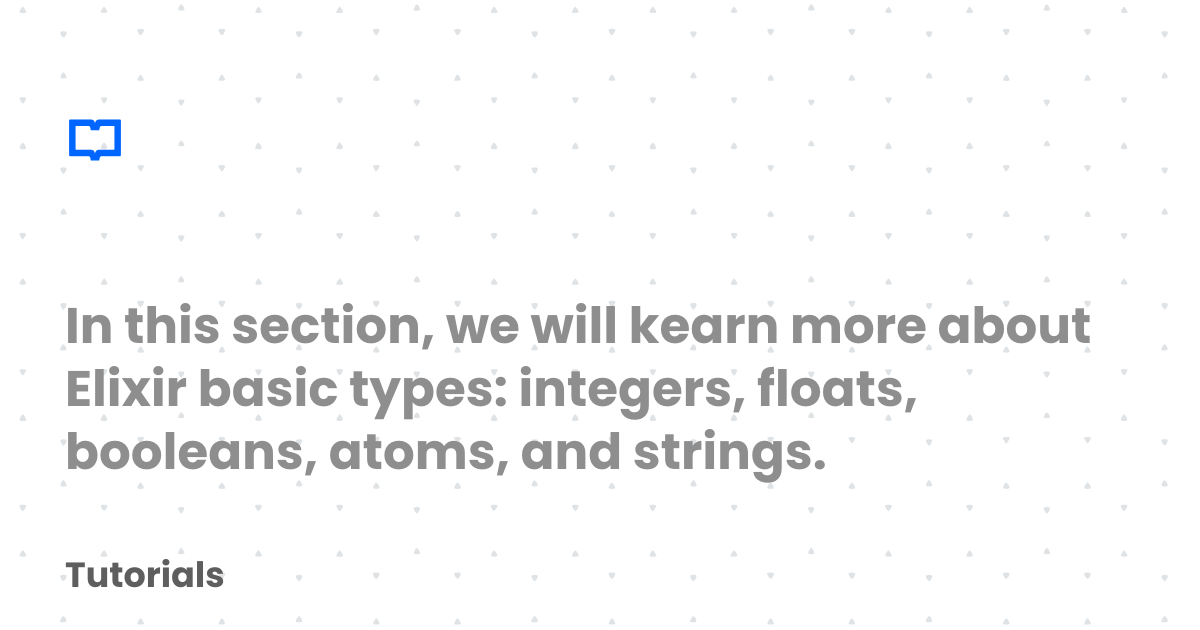 In this section, we will kearn more about
Elixir basic types: integers, floats,
booleans, atoms, and strings.
Tutorials